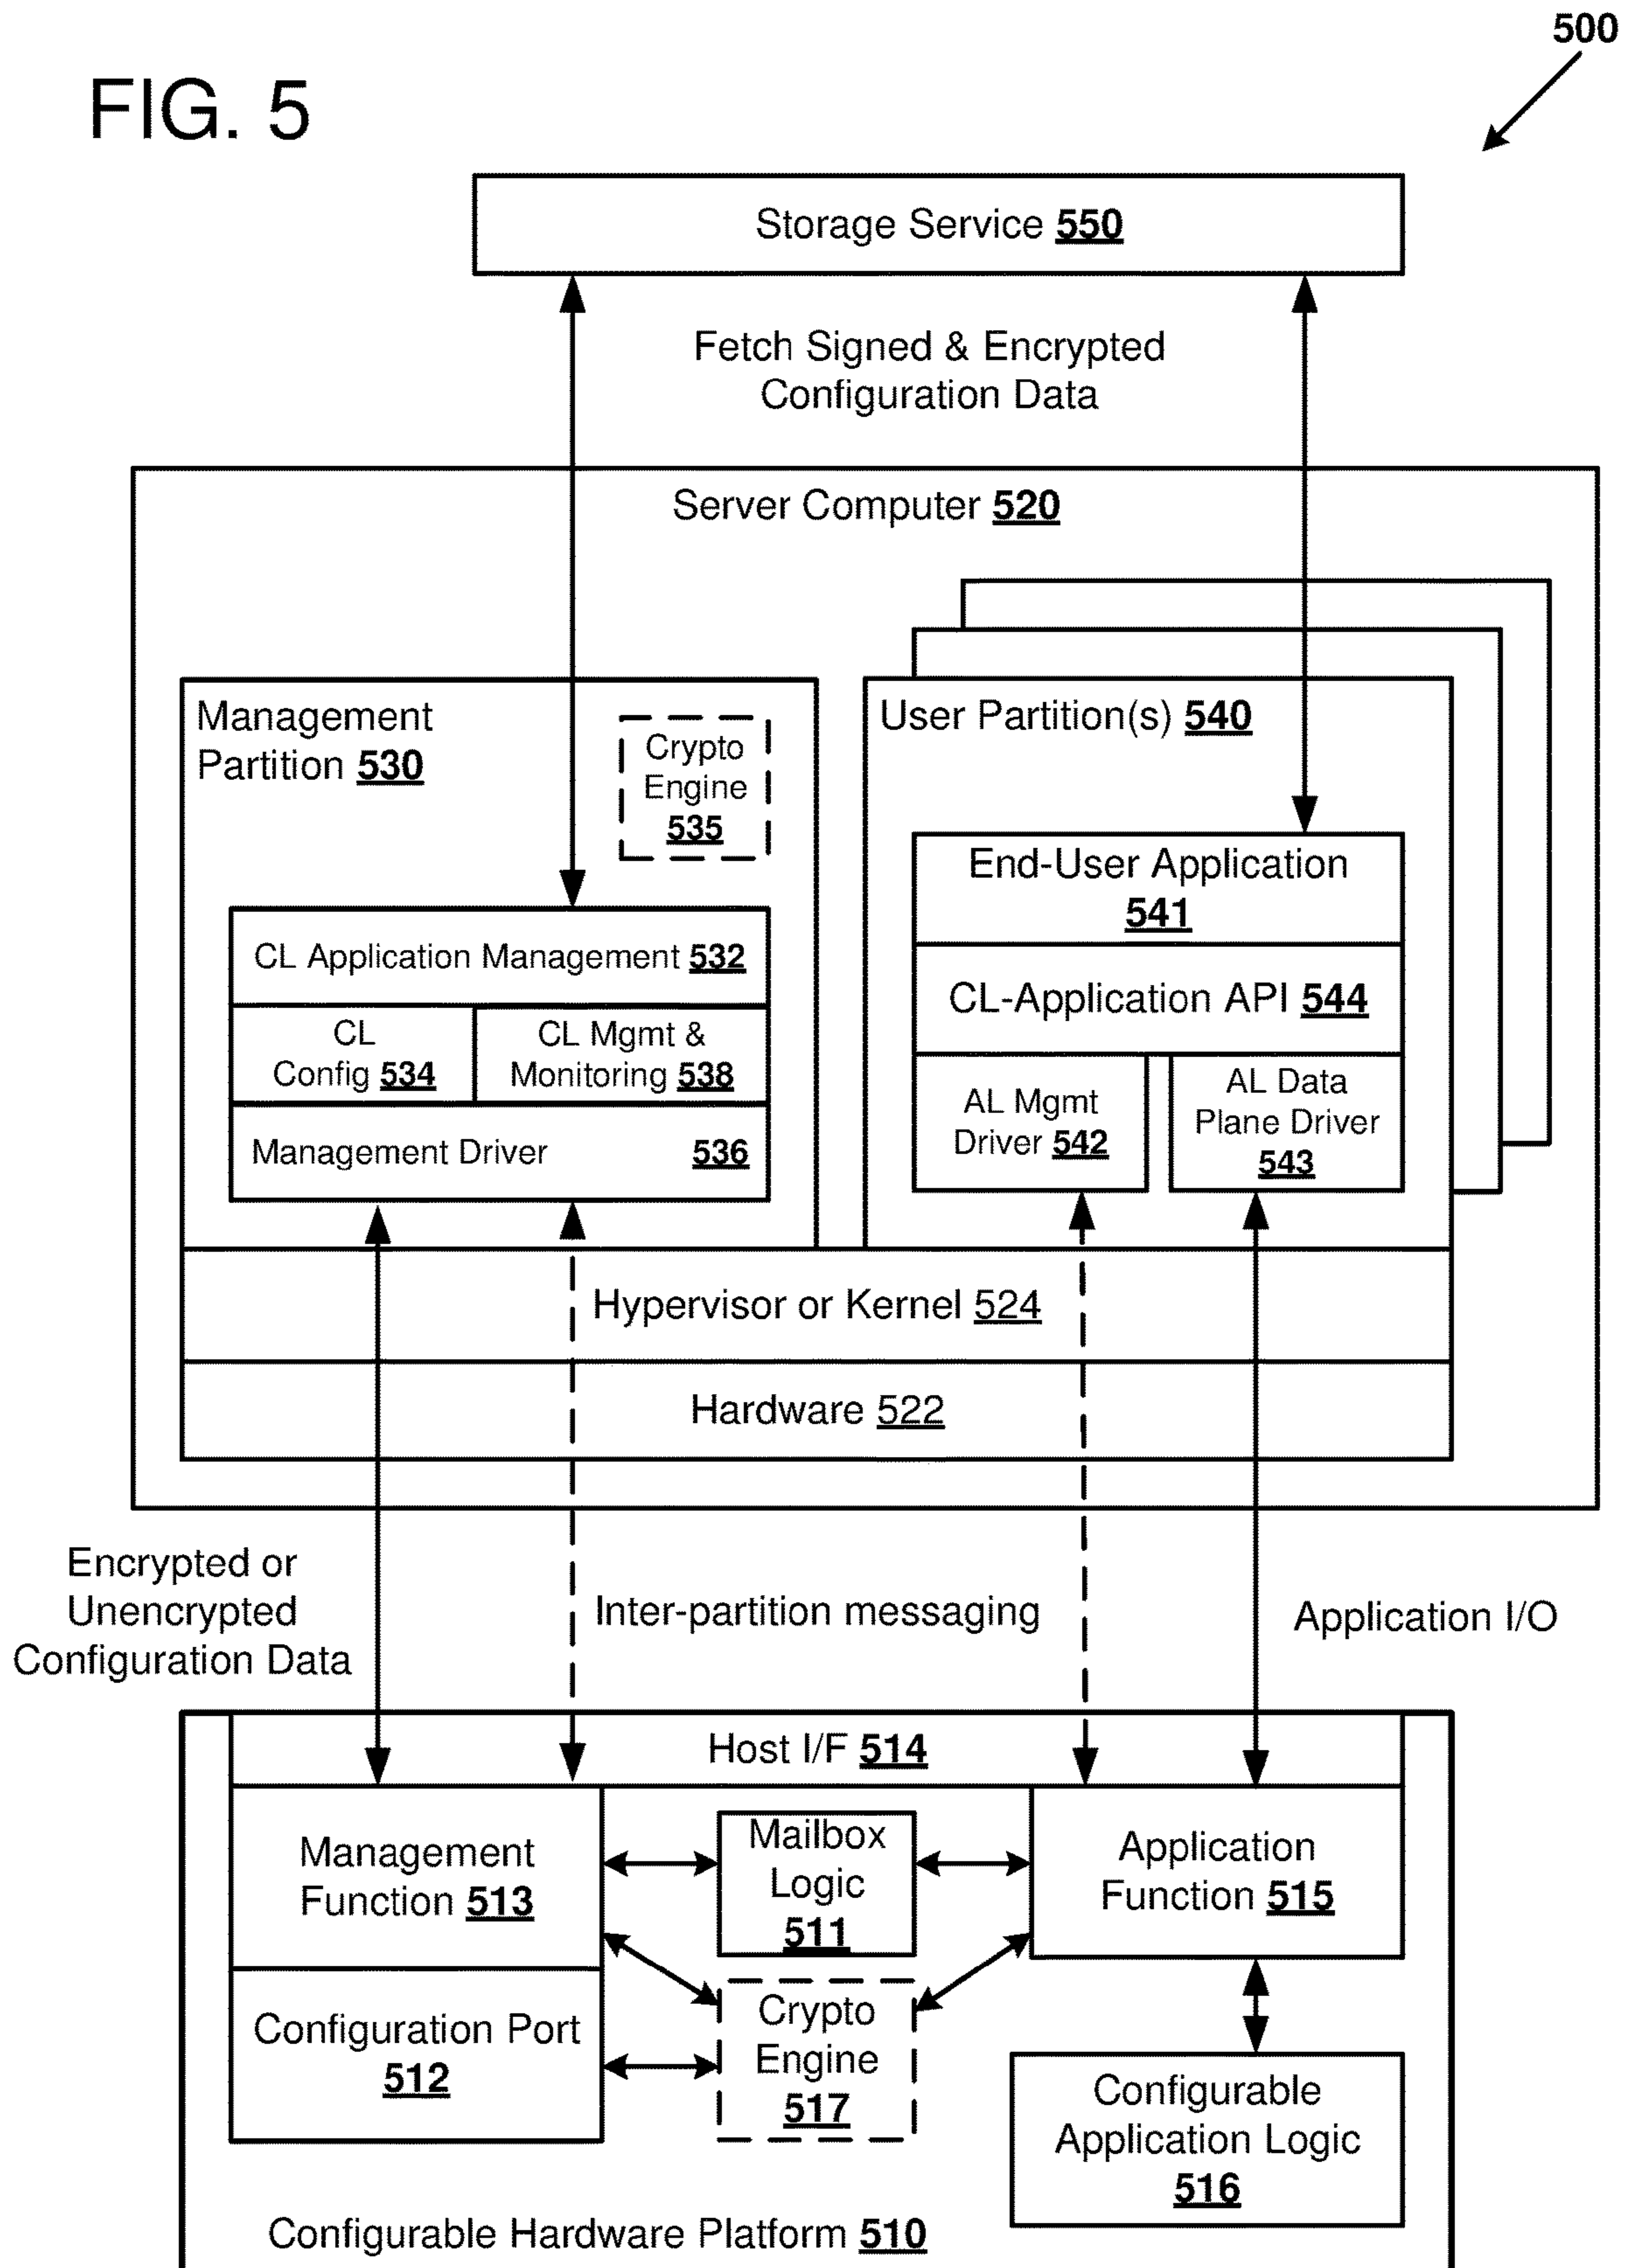 500
FIG. 5
Storage Service 550
Fetch Signed & Encrypted
Configuration Data
Server Computer 520
Management
Partition 530
Crypto
Engine
535
User Partition(s) 540
CL Application Management 532
CL
Config 534
CL Mgmt &
Monitoring 538
Management Driver 536
End-User Application
541
CL-Application API 544
AL Mgmt
Driver 542
AL Data
Plane Driver
543
Hypervisor or Kernel 524
Hardware 522
Encrypted or
Unencrypted
Configuration Data
Inter-partition messaging
Application I/O
Host I/F 514
Management
Function 513
Mailbox
Logic
511
Application
Function 515
Configuration Port
512
Crypto
Engine
517
Configurable
Application Logic
516
Configurable Hardware Platform 510